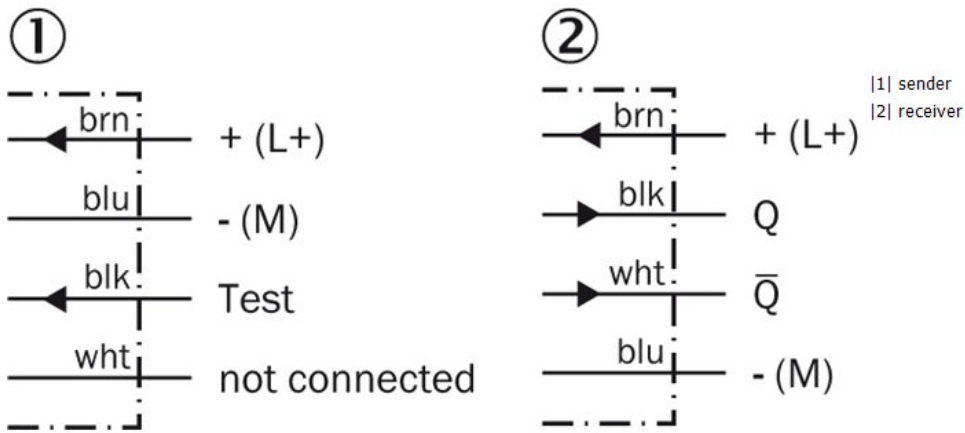 ①
brn + (L+)
blu - (M)
blk Test
wht not connected
②
brn + (L+)
blk Q
wht Q̅
blu - (M)
|1| sender
|2| receiver